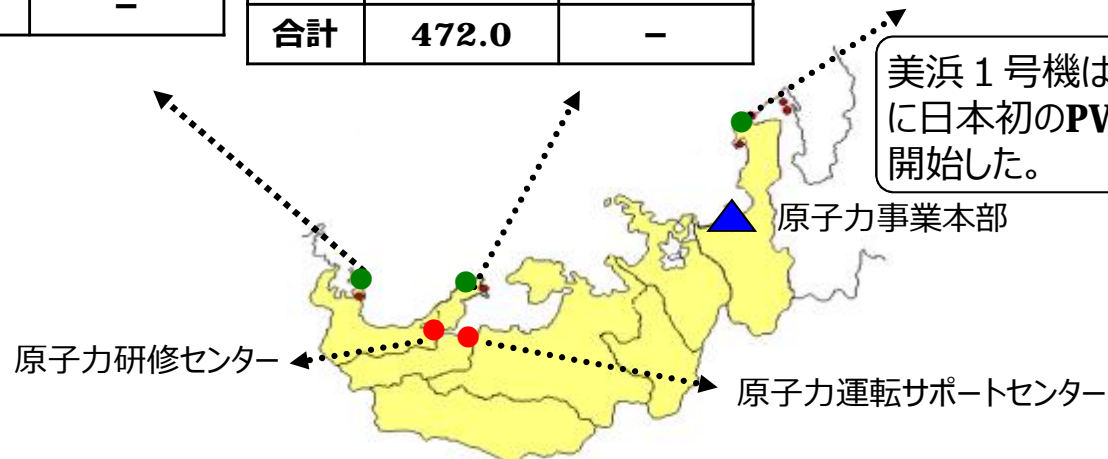 −
合計 472.0 −
美浜１号機は
に日本初のPV
開始した。
原子力事業本部
原子力研修センター
原子力運転サポートセンター